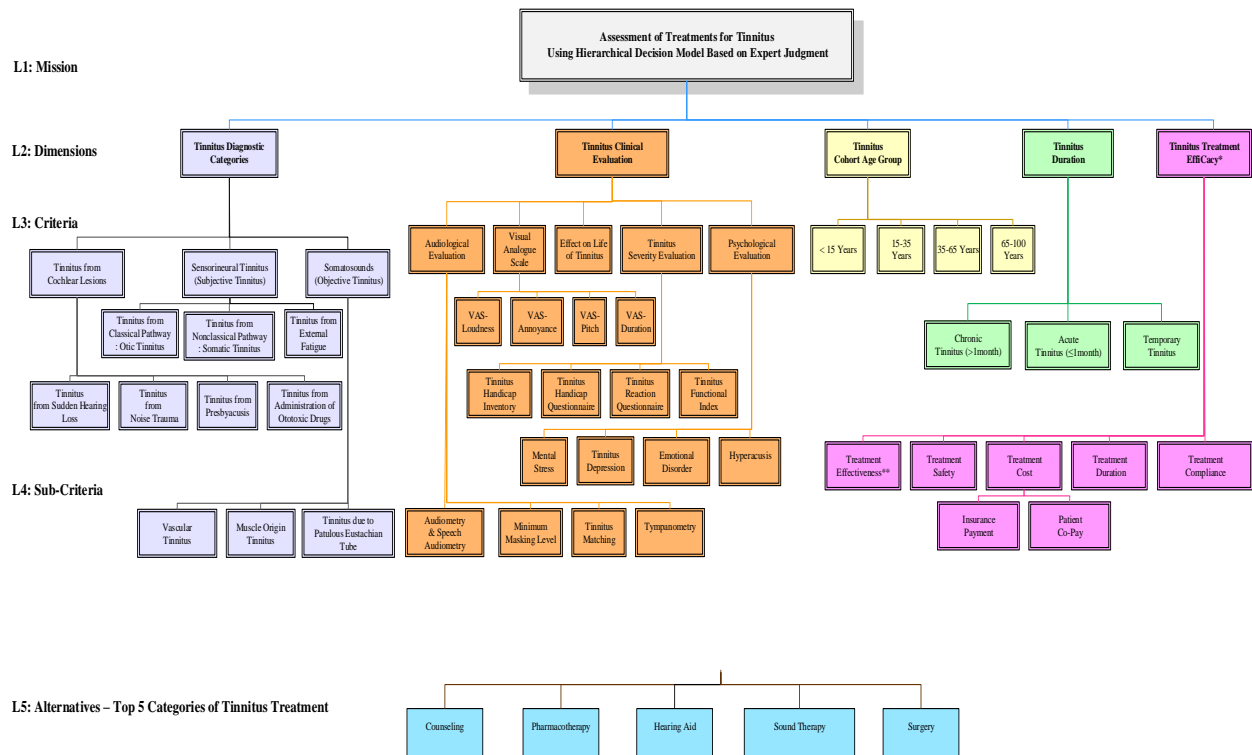 Assessment of Treatments for Tinnitus
Using Hierarchical Decision Model Based on Expert Judgment
L1: Mission
L2: Dimensions
Tinnitus Diagnostic
Categories
Tinnitus Clinical
Evaluation
Tinnitus
Cohort Age Group
Tinnitus
Duration
Tinnitus Treatment
EffiCacy*
L3: Criteria
Audiological
Evaluation
Visual
Analogue
Scale
Effect on Life
of Tinnitus
Tinnitus
Severity Evaluation
Psychological
Evaluation
< 15 Years
15-35
Years
35-65 Years
65-100
Years
Tinnitus from
Cochlear Lesions
Sensorineural Tinnitus
(Subjective Tinnitus)
Somatosounds
(Objective Tinnitus)
Tinnitus from
Classical Pathway
: Otic Tinnitus
Tinnitus from
Nonclassical Pathway
: Somatic Tinnitus
Tinnitus from
External
Fatigue
VAS-
Loudness
VAS-
Annoyance
VAS-
Pitch
VAS-
Duration
Chronic
Tinnitus (>1month)
Acute
Tinnitus (≤1month)
Temporary
Tinnitus
Tinnitus
from Sudden Hearing
Loss
Tinnitus
from
Noise Trauma
Tinnitus from
Presbyacusis
Tinnitus from
Administration of
Ototoxic Drugs
Tinnitus
Handicap
Inventory
Tinnitus
Handicap
Questionnaire
Tinnitus
Reaction
Questionnaire
Tinnitus
Functional
Index
Mental
Stress
Tinnitus
Depression
Emotional
Disorder
Hyperacusis
Treatment
Effectiveness**
Treatment
Safety
Treatment
Cost
Treatment
Duration
Treatment
Compliance
L4: Sub-Criteria
Vascular
Tinnitus
Muscle Origin
Tinnitus
Tinnitus due to
Patulous Eustachian
Tube
Audiometry
& Speech
Audiometry
Minimum
Masking Level
Tinnitus
Matching
Tympanometry
Insurance
Payment
Patient
Co-Pay
L5: Alternatives – Top 5 Categories of Tinnitus Treatment
Counseling
Pharmacotherapy
Hearing Aid
Sound Therapy
Surgery